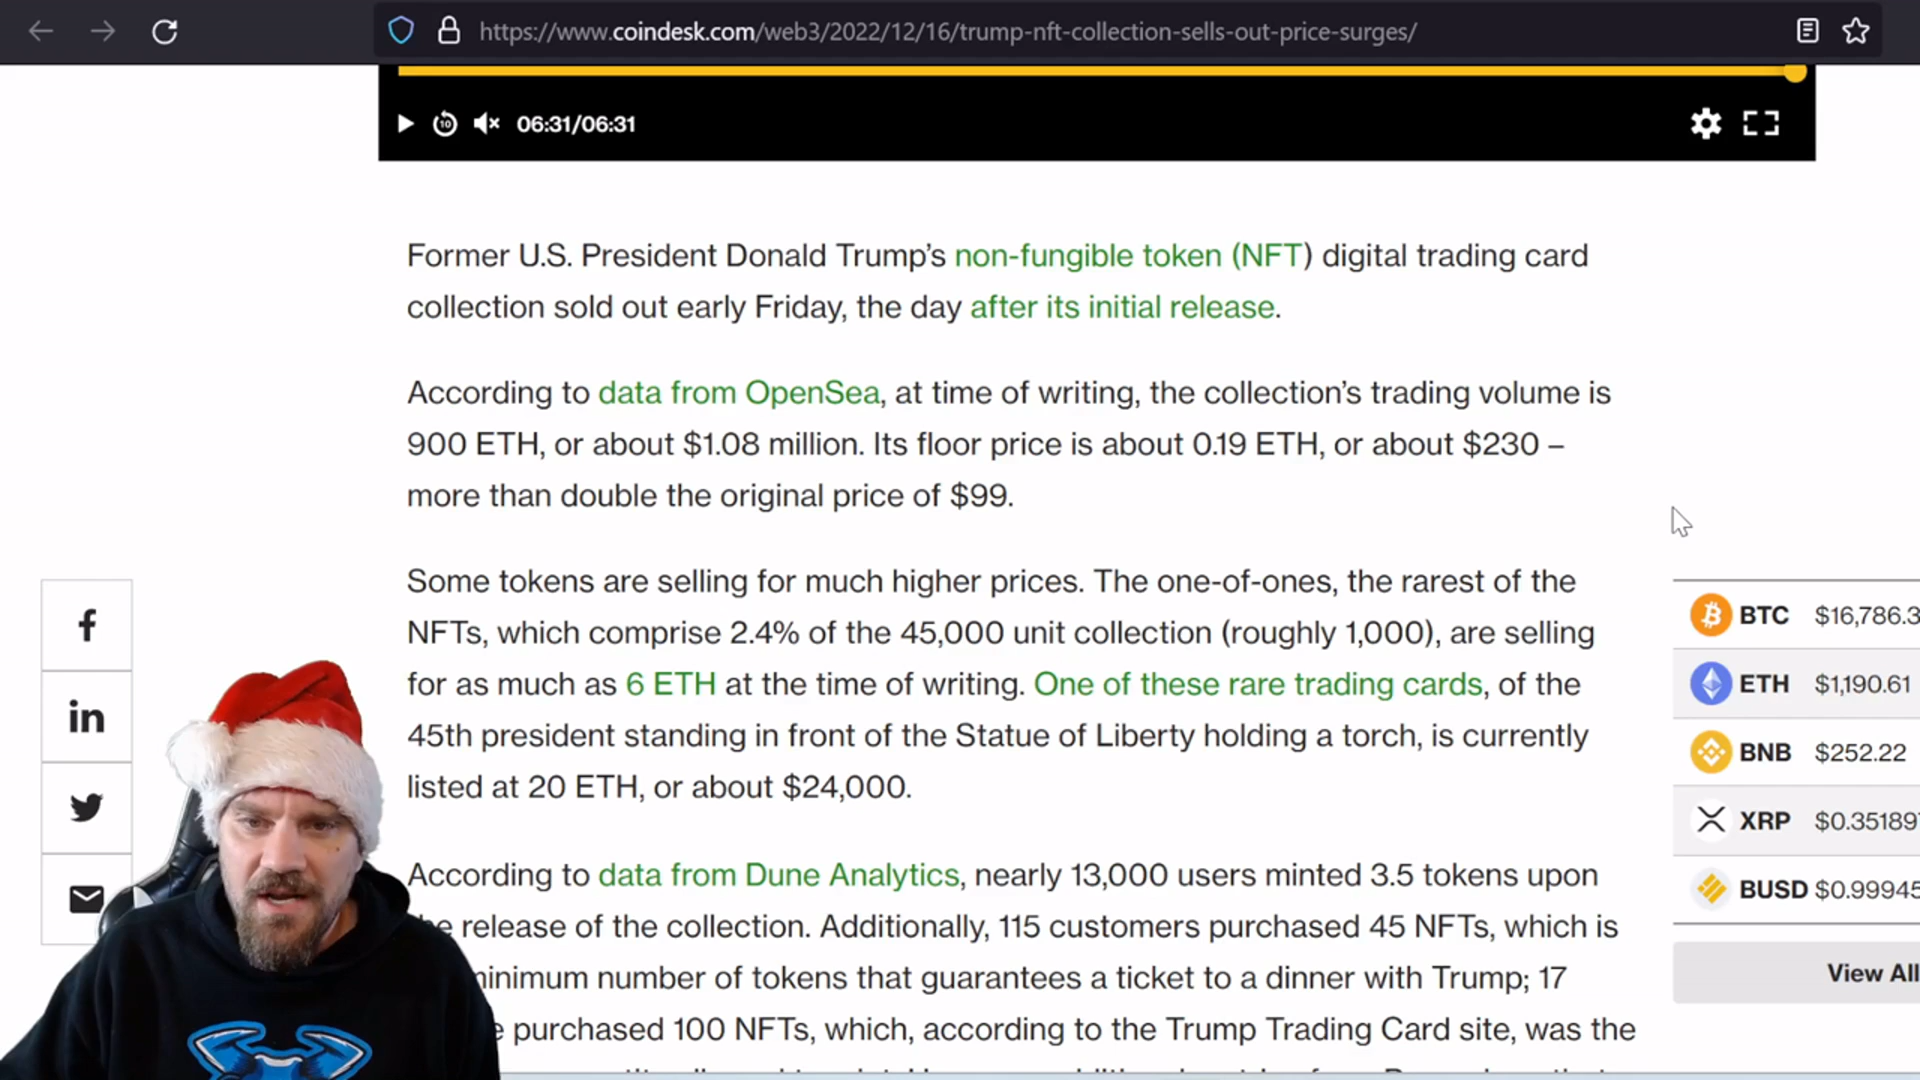 https://www.coindesk.com/web3/2022/12/16/trump-nft-collection-sells-out-price-surges/
10
06:31/06:31
Former U.S. President Donald Trump's non-fungible token (NFT) digital trading card
collection sold out early Friday, the day after its initial release.
According to data from OpenSea, at time of writing, the collection's trading volume is
900 ETH, or about $1.08 million. Its floor price is about 0.19 ETH, or about $230 –
more than double the original price of $99.
Some tokens are selling for much higher prices. The one-of-ones, the rarest of the
NFTs, which comprise 2.4% of the 45,000 unit collection (roughly 1,000), are selling
for as much as 6 ETH at the time of writing. One of these rare trading cards, of the
45th president standing in front of the Statue of Liberty holding a torch, is currently
listed at 20 ETH, or about $24,000.
According to data from Dune Analytics, nearly 13,000 users minted 3.5 tokens upon
release of the collection. Additionally, 115 customers purchased 45 NFTs, which is
minimum number of tokens that guarantees a ticket to a dinner with Trump; 17
purchased 100 NFTs, which, according to the Trump Trading Card site, was the
BTC $16,786.3
ETH $1,190.61
BNB $252.22
XRP $0.35189
BUSD $0.99945
View All